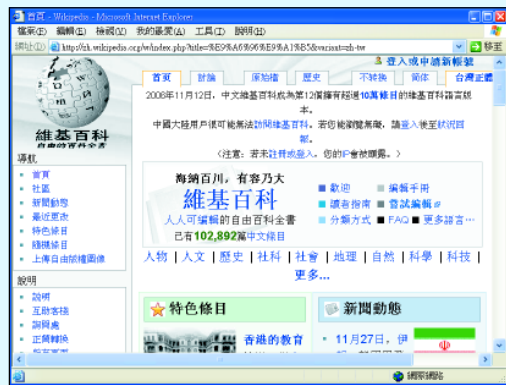 首頁 - Wikipedia - Microsoft Internet Explorer
檔案(F) 編輯(E) 檢視(V) 我的最愛(A) 工具(T) 說明(H)
網址(D) http://zh.wikipedia.org/w/index.php?title=%E9%A6%96%E9%A1%B5&variant=zh-tw 移至
登入或申請新帳號
首頁 討論 原始檔 歷史 不转换 简体 台灣正體
2006年11月12日，中文維基百科成為第12個擁有超過10萬條目的維基百科語言版
本。
中國大陸用戶很可能無法訪問維基百科。若您能瀏覽無礙，請登入後至狀況回
報。
〈注意：若未註冊或登入，您的IP會被顯露。〉
維基百科
自由的百科全書
導航
首頁
社區
新聞動態
最近更改
特色條目
隨機條目
上傳自由版權圖像
說明
說明
互助客棧
詢問處
正簡轉換
海納百川，有容乃大
維基百科
人人可編輯的自由百科全書
已有102,892篇中文條目
歡迎 编辑手冊
讀者指南 嘗試編輯
分類方式 FAQ 更多語言…
人物 | 人文 | 歷史 | 社科 | 社會 | 地理 | 自然 | 科學 | 科技 |
更多...
特色條目
香港的教育
新聞動態
11月27日，伊
網際網路